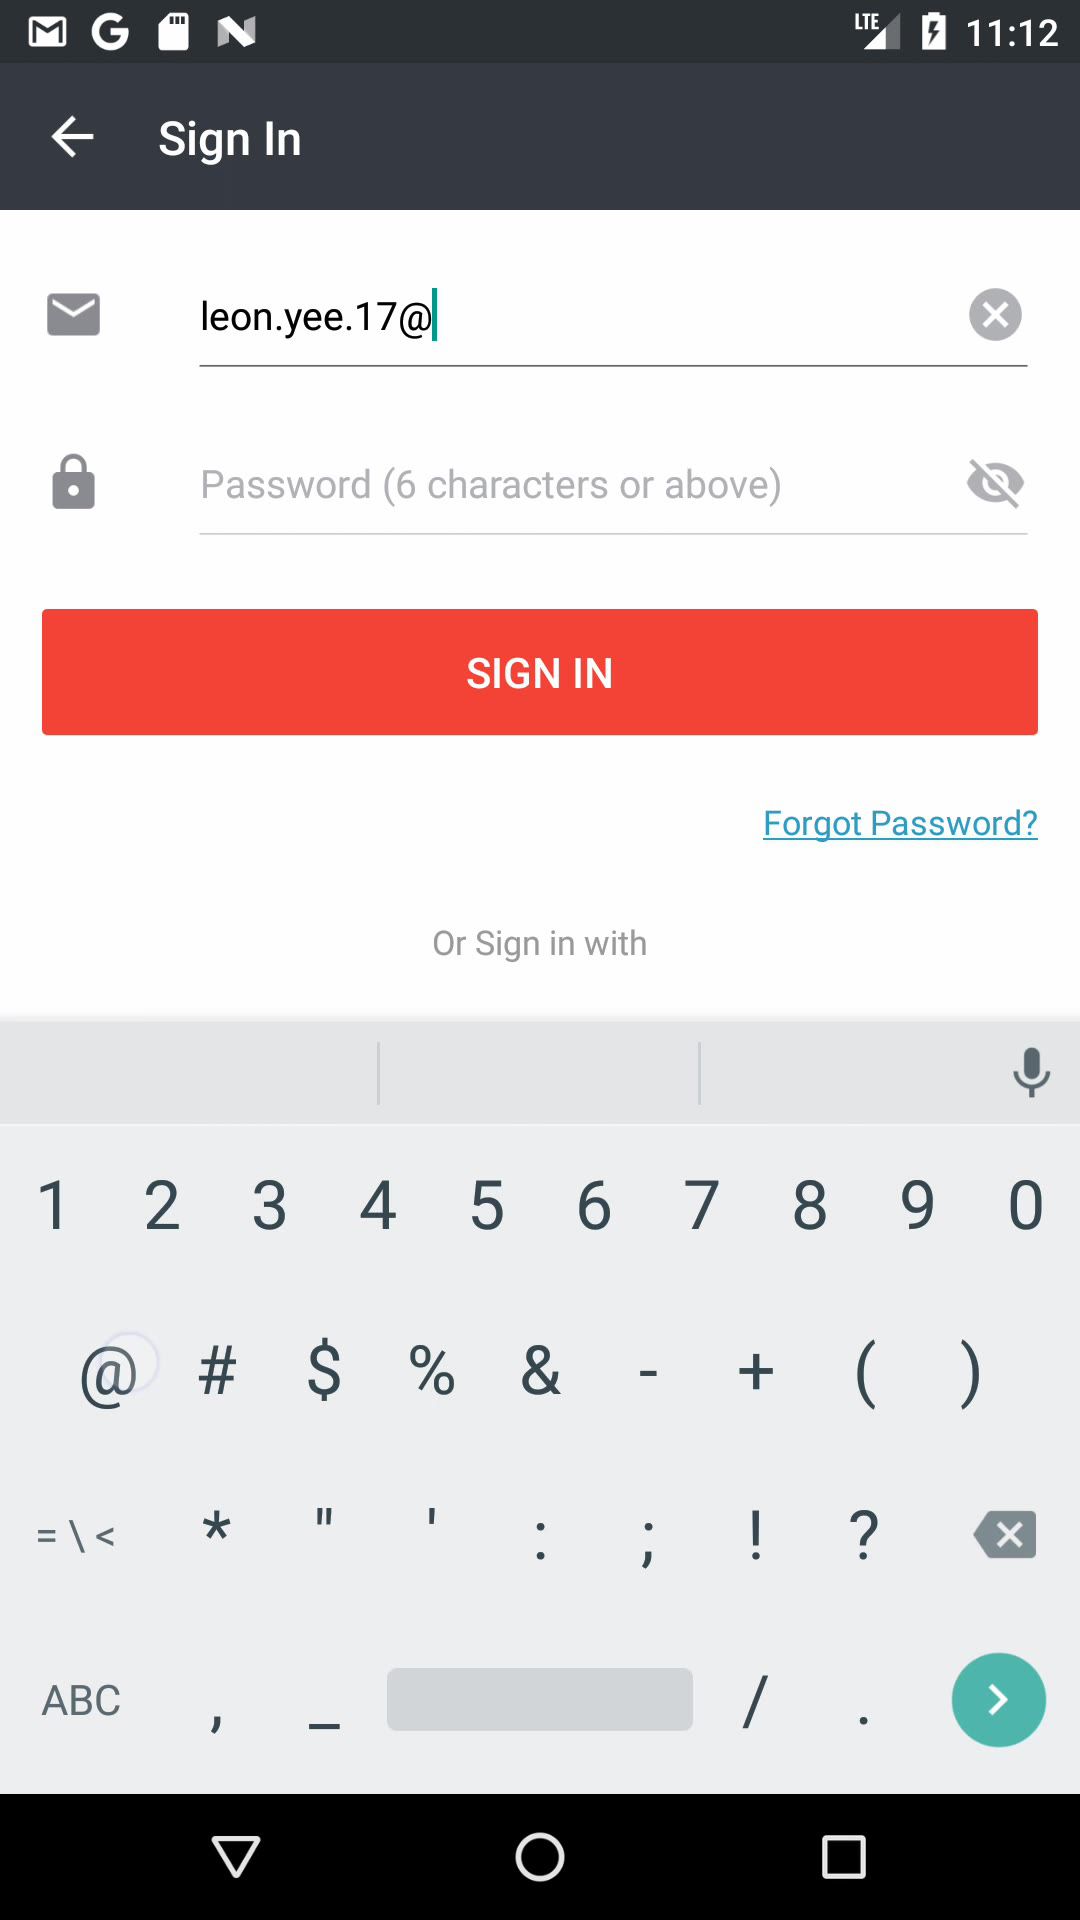 LTE 11:12
Sign In
leon.yee.17@
Password (6 characters or above)
SIGN IN
Forgot Password?
Or Sign in with
1 2 3 4 5 6 7 8 9 0
@ # $ % & - + ( )
= \ < * " ' : ; ! ?
ABC , _ / .